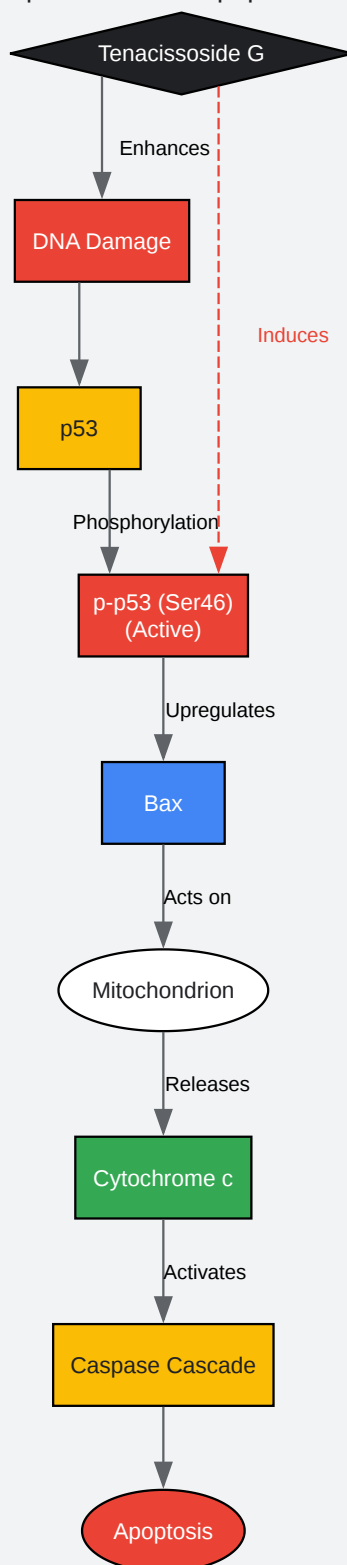 Tenacissoside G
Enhances
DNA Damage
Induces
p53
Phosphorylation
p-p53 (Ser46)
(Active)
Upregulates
Bax
Acts on
Mitochondrion
Releases
Cytochrome c
Activates
Caspase Cascade
Apoptosis